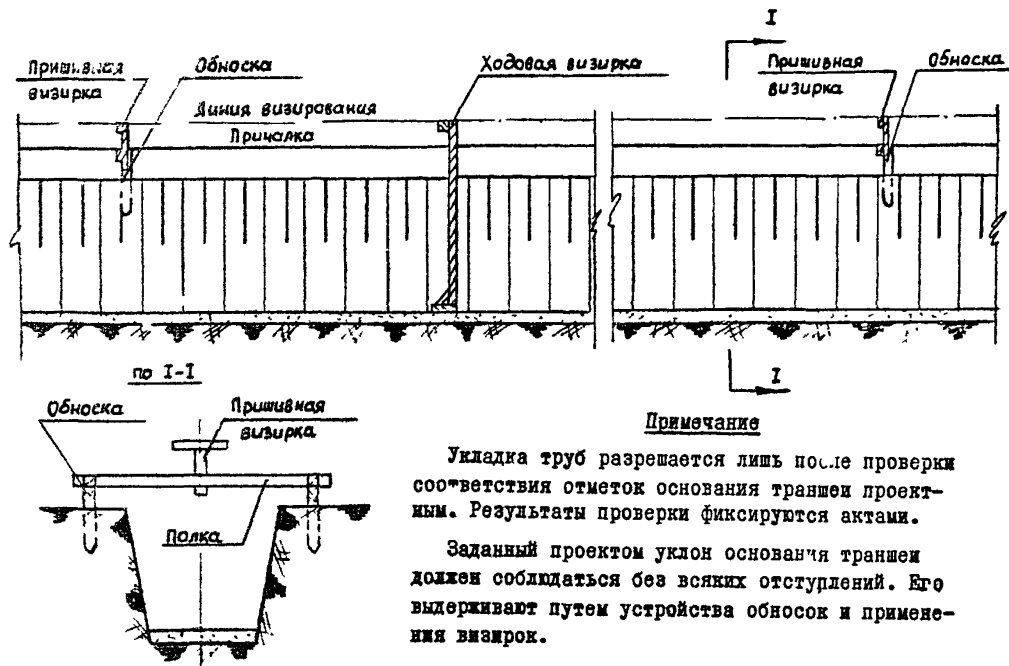 I
Пришивная
визирка
Обноска
Ходовая визирка
Пришивная
визирка
Обноска
Линия визирования
Причалка
I
по I-I
Обноска
Пришивная
визирка
Полка
Примечание
Укладка труб разрешается лишь после проверки
соответствия отметок основания траншеи проект-
ным. Результаты проверки фиксируются актами.
Заданный проектом уклон основания траншеи
должен соблюдаться без всяких отступлений. Его
выдерживают путем устройства обносок и примене-
ния визирок.